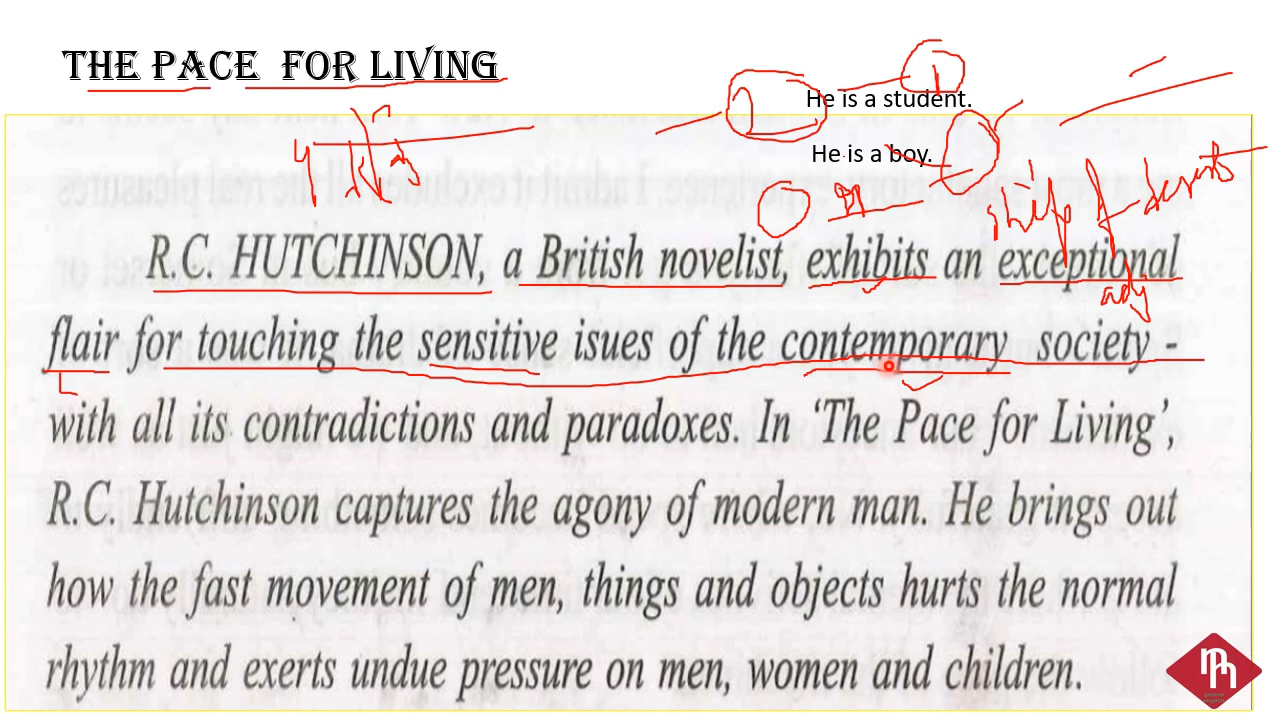 THE PACE FOR LIVING
He is a student.
He is a boy.
adj
R.C. HUTCHINSON, a British novelist, exhibits an exceptional
flair for touching the sensitive isues of the contemporary society -
with all its contradictions and paradoxes. In ‘The Pace for Living’,
R.C. Hutchinson captures the agony of modern man. He brings out
how the fast movement of men, things and objects hurts the normal
rhythm and exerts undue pressure on men, women and children.